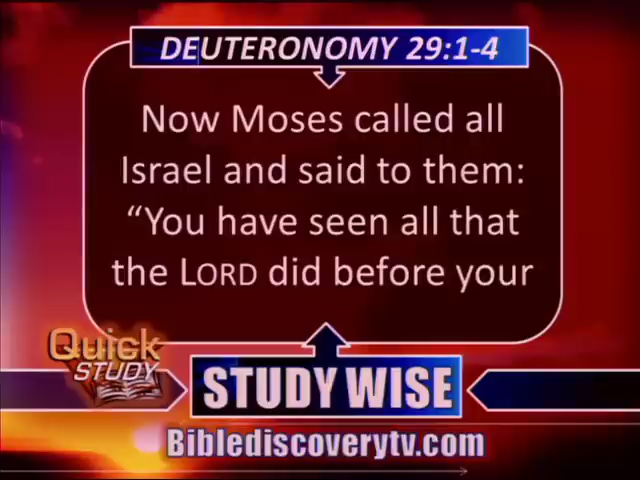 DEUTERONOMY 29:1-4
Now Moses called all
Israel and said to them:
“You have seen all that
the LORD did before your
Quick
STUDY
STUDY WISE
Biblediscoverytv.com